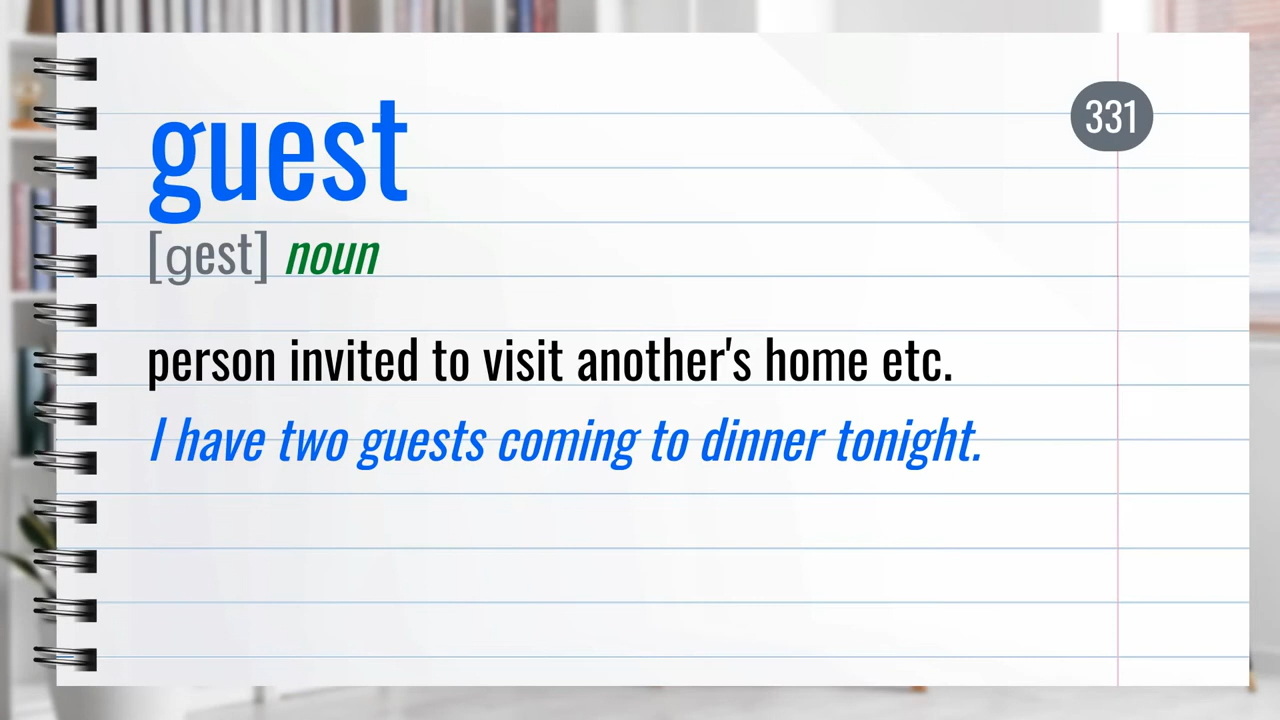 guest
331
[gest] noun
person invited to visit another's home etc.
I have two guests coming to dinner tonight.